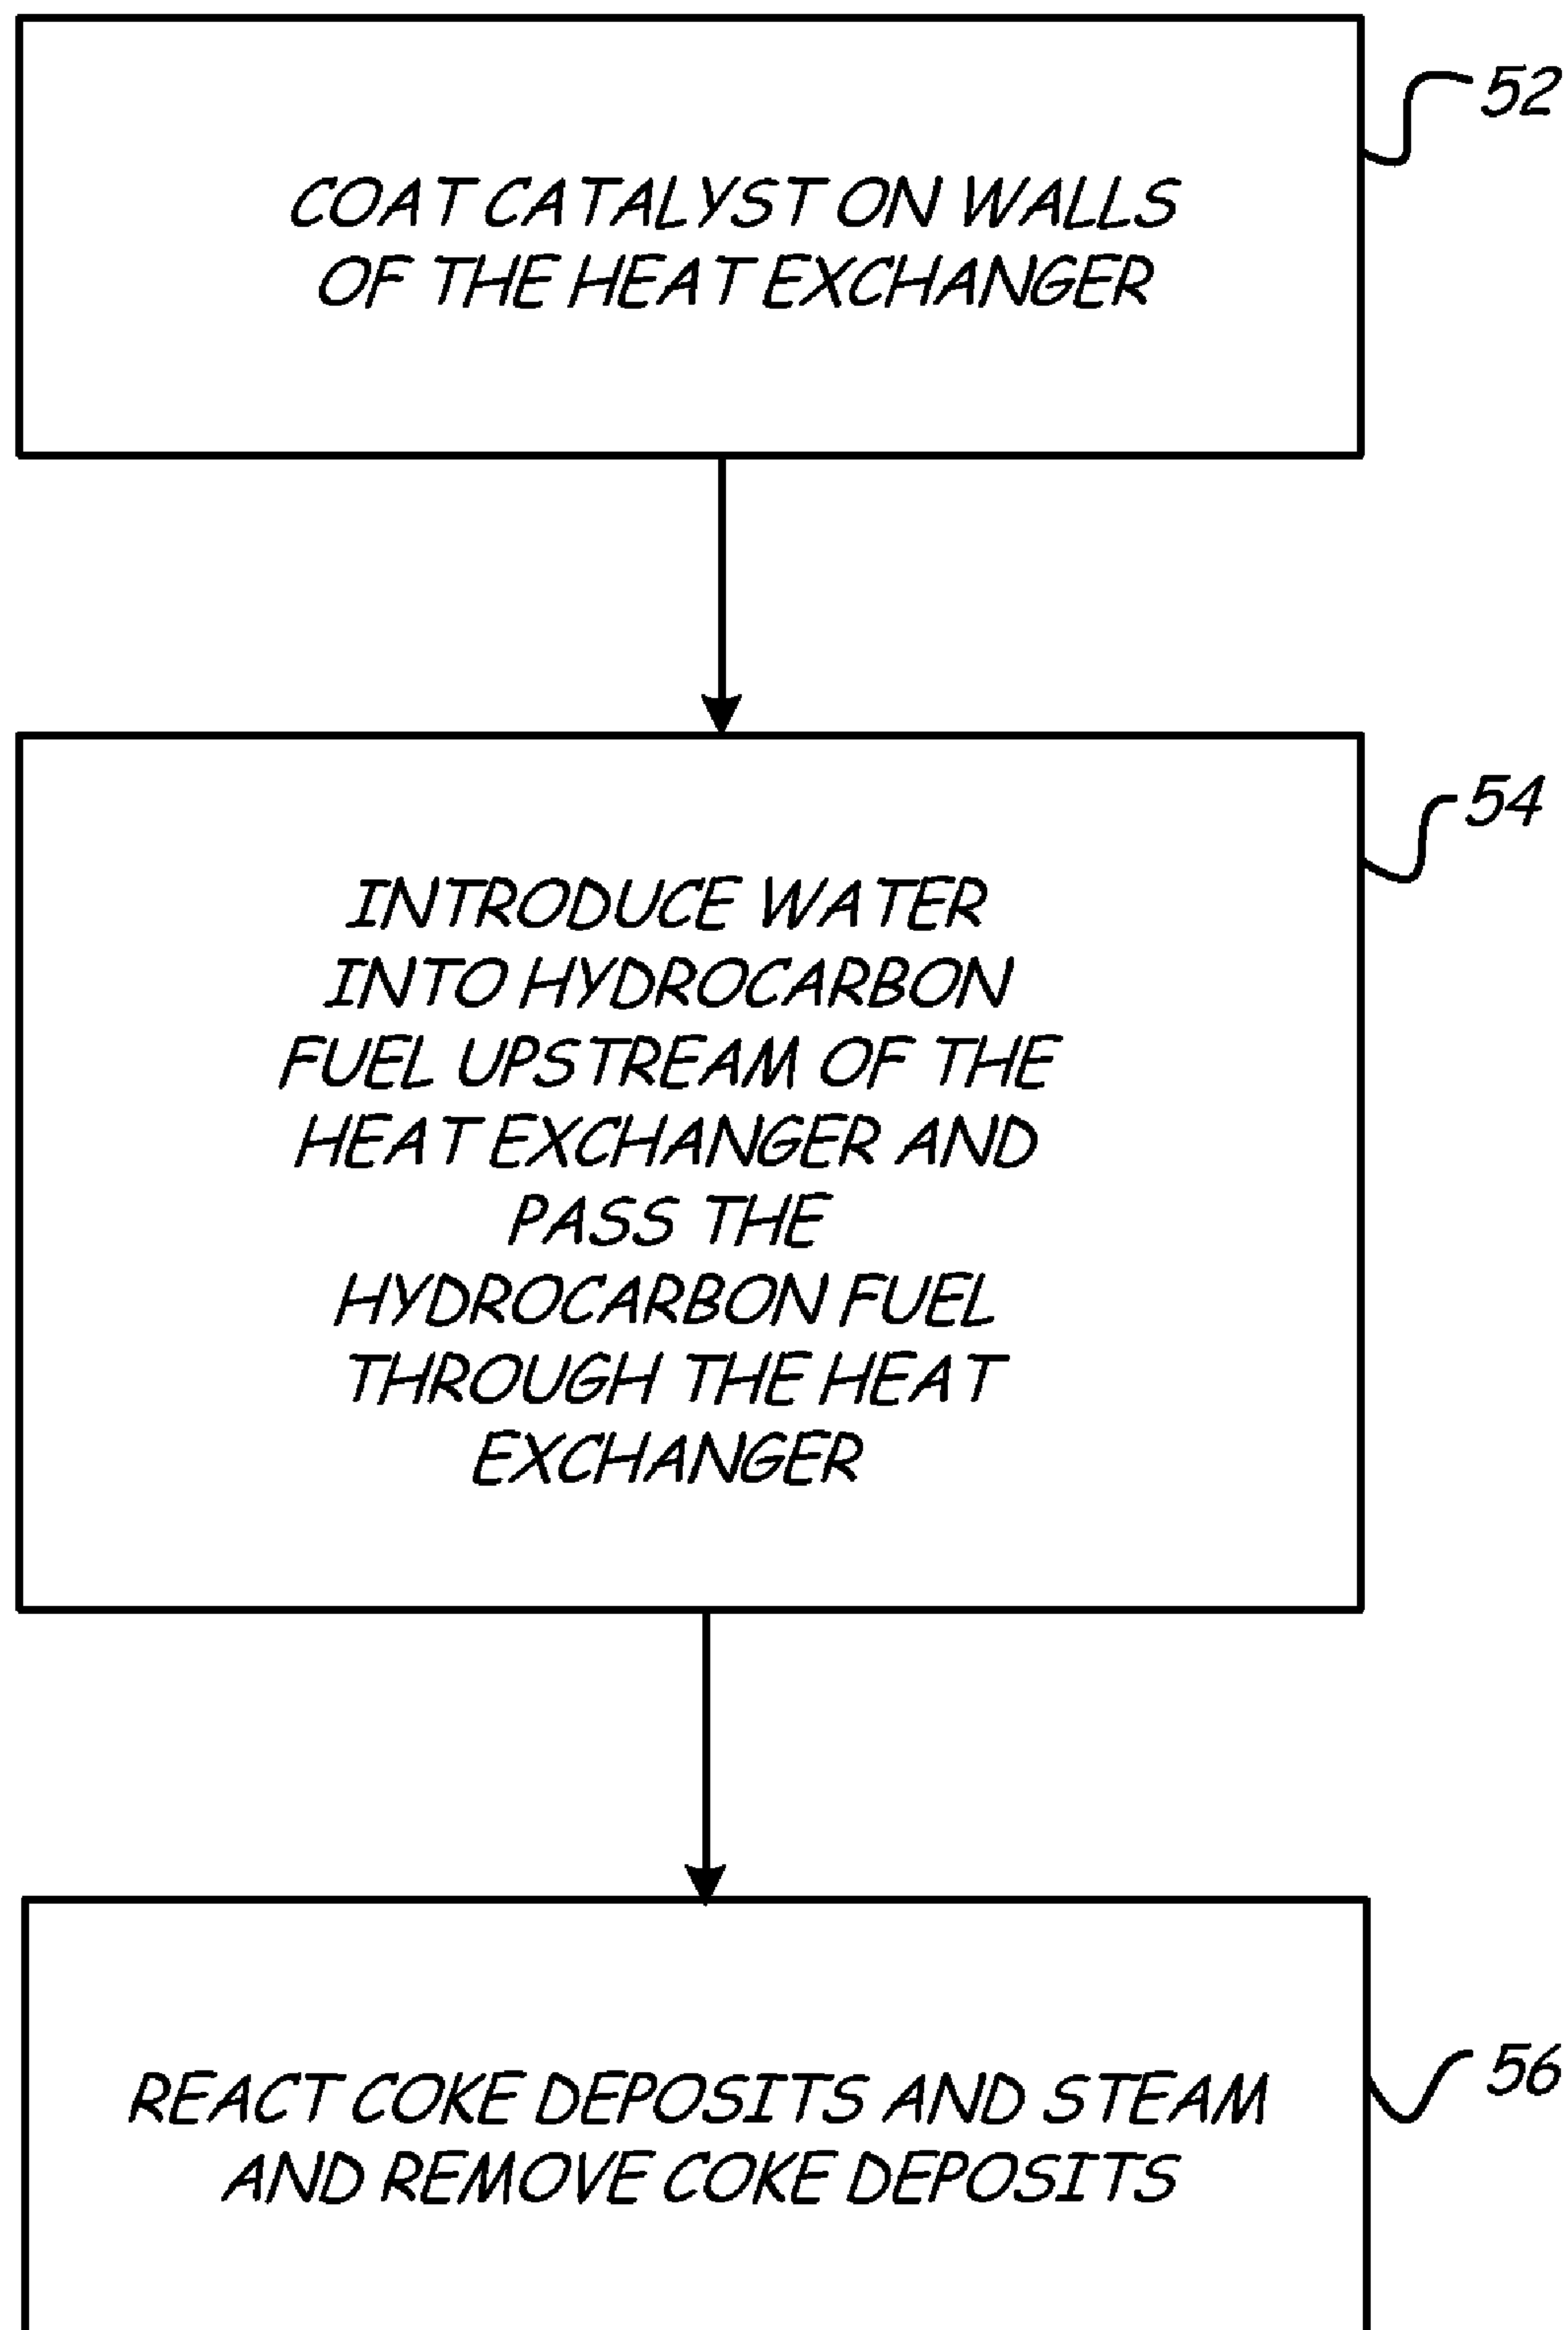 52
COAT CATALYST ON WALLS
OF THE HEAT EXCHANGER
54
INTRODUCE WATER
INTO HYDROCARBON
FUEL UPSTREAM OF THE
HEAT EXCHANGER AND
PASS THE
HYDROCARBON FUEL
THROUGH THE HEAT
EXCHANGER
56
REACT COKE DEPOSITS AND STEAM
AND REMOVE COKE DEPOSITS